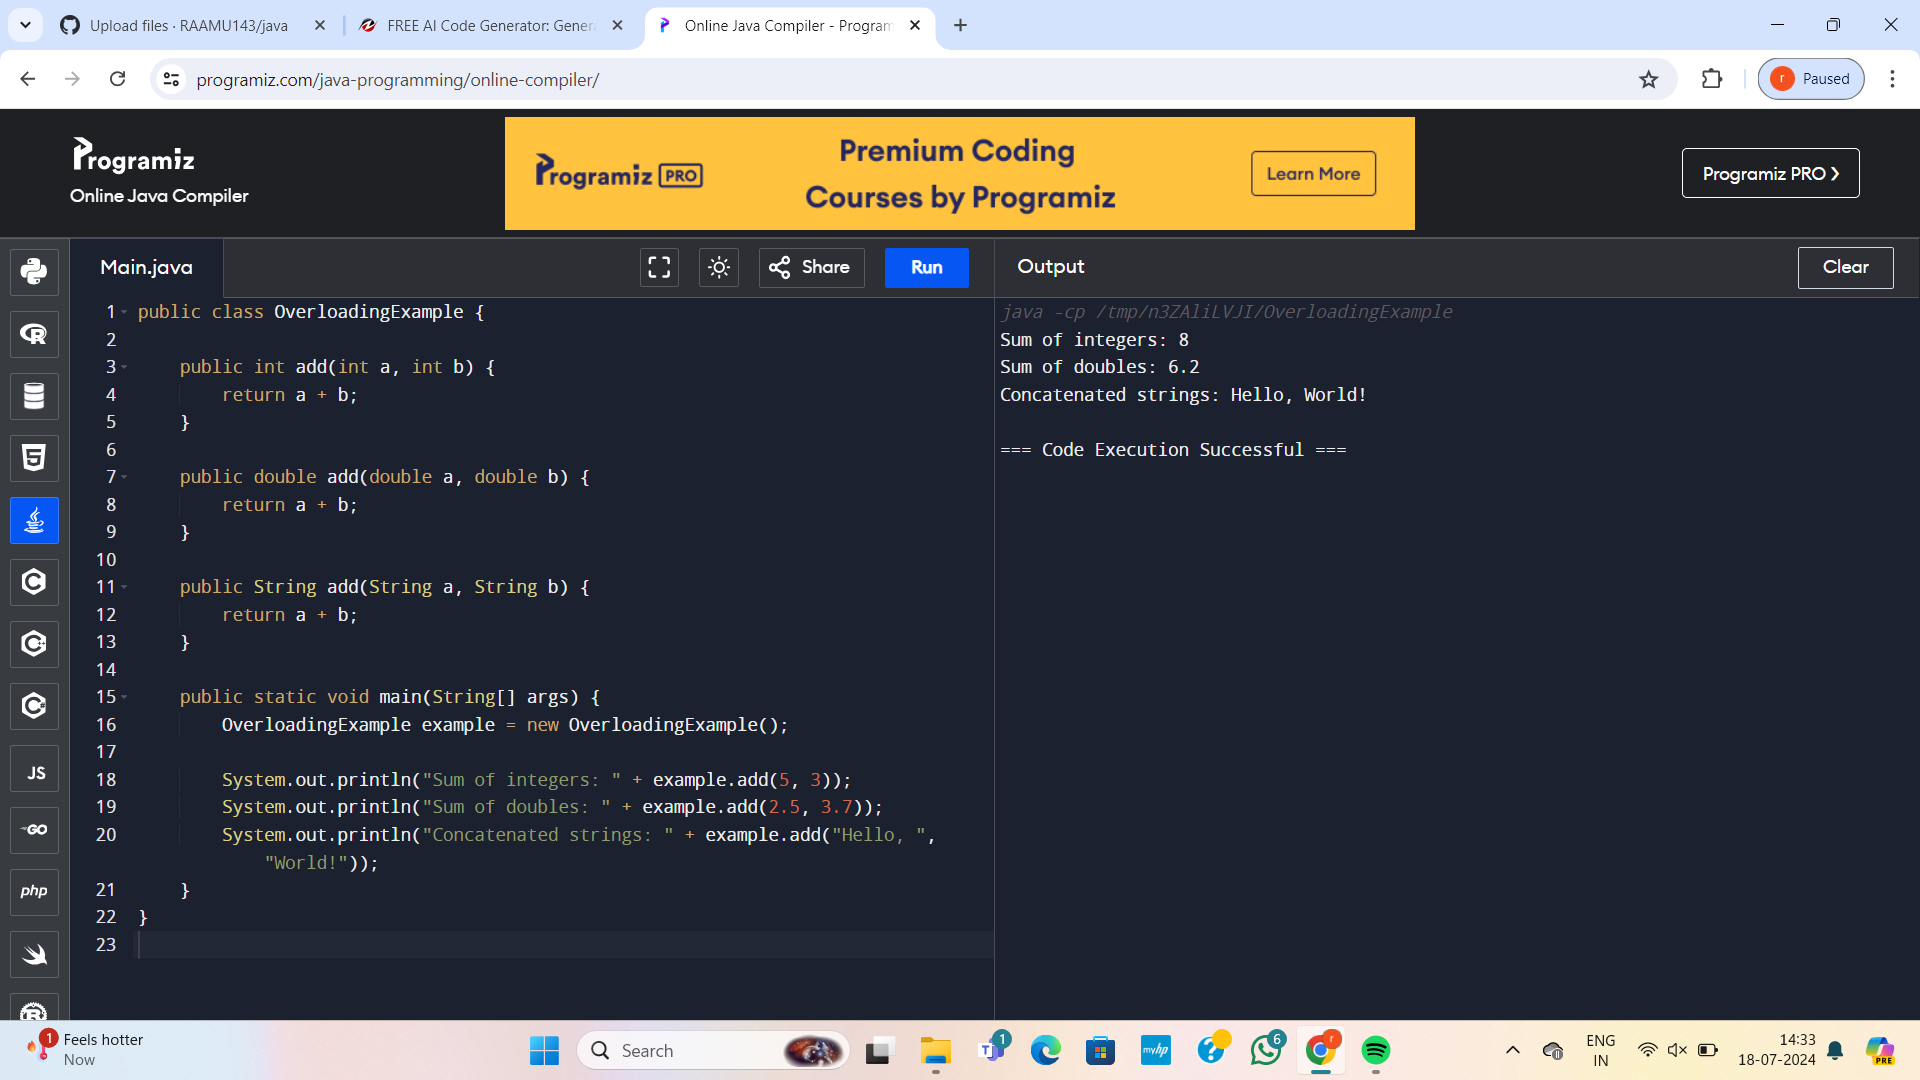 Upload files · RAAMU143/java
FREE AI Code Generator: Gener
Online Java Compiler - Program
programiz.com/java-programming/online-compiler/
r Paused
Programiz
Online Java Compiler
Programiz PRO
Premium Coding
Courses by Programiz
Learn More
Programiz PRO ❯
Main.java
Share
Run
Output
Clear
1 public class OverloadingExample {
2
3     public int add(int a, int b) {
4         return a + b;
5     }
6
7     public double add(double a, double b) {
8         return a + b;
9     }
10
11     public String add(String a, String b) {
12         return a + b;
13     }
14
15     public static void main(String[] args) {
16         OverloadingExample example = new OverloadingExample();
17
18         System.out.println("Sum of integers: " + example.add(5, 3));
19         System.out.println("Sum of doubles: " + example.add(2.5, 3.7));
20         System.out.println("Concatenated strings: " + example.add("Hello, ",
            "World!"));
21     }
22 }
23
java -cp /tmp/n3ZAliLVJI/OverloadingExample
Sum of integers: 8
Sum of doubles: 6.2
Concatenated strings: Hello, World!
=== Code Execution Successful ===
R
5
C
C
C
JS
GO
php
R
1
Feels hotter
Now
Search
T
1
myhp
?
6
r
ENG
IN
14:33
18-07-2024
PRE